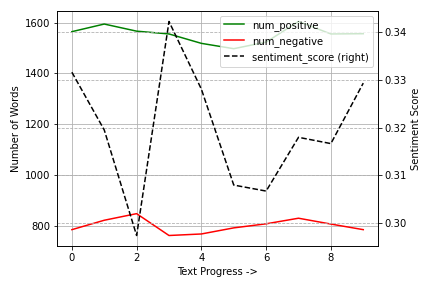 1600
1400
1200
1000
800
Number of Words
0
2
4
6
8
Text Progress ->
0.34
0.33
0.32
0.31
0.30
Sentiment Score
num_positive
num_negative
sentiment_score (right)